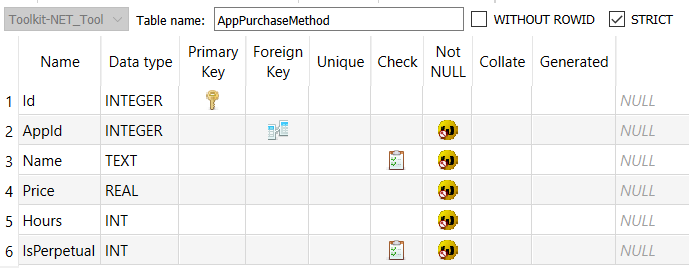 Toolkit-NET_Tool Table name: AppPurchaseMethod WITHOUT ROWID STRICT
Name Data type Primary Key Foreign Key Unique Check Not NULL Collate Generated
1 Id INTEGER NULL
2 AppId INTEGER NULL
3 Name TEXT NULL
4 Price REAL NULL
5 Hours INT NULL
6 IsPerpetual INT NULL